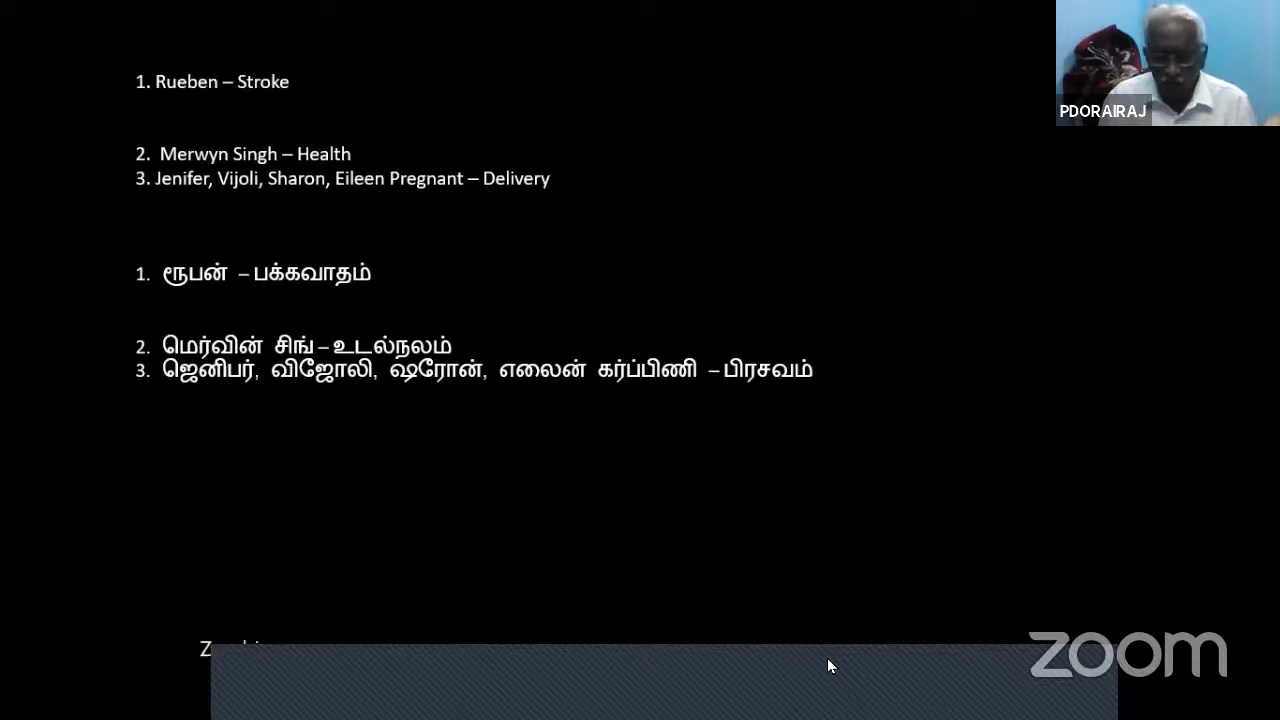 1. Rueben – Stroke
PDORAIRAJ
2. Merwyn Singh – Health
3. Jenifer, Vijoli, Sharon, Eileen Pregnant – Delivery
1. ரூபன் – பக்கவாதம்
2. மெர்வின் சிங் – உடல்நலம்
3. ஜெனிபர், விஜோலி, ஷரோன், எலைன் கர்ப்பிணி – பிரசவம்
zoom